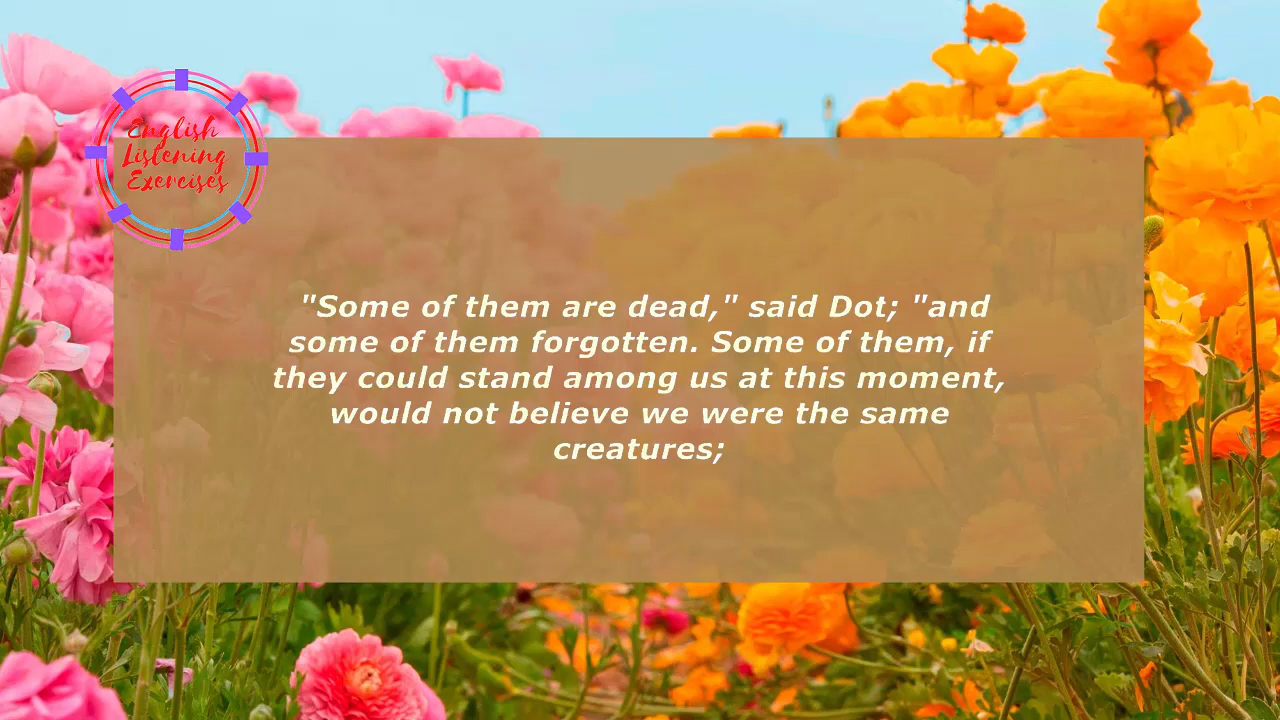 English
Listening
Exercises
"Some of them are dead," said Dot; "and
some of them forgotten. Some of them, if
they could stand among us at this moment,
would not believe we were the same
creatures;